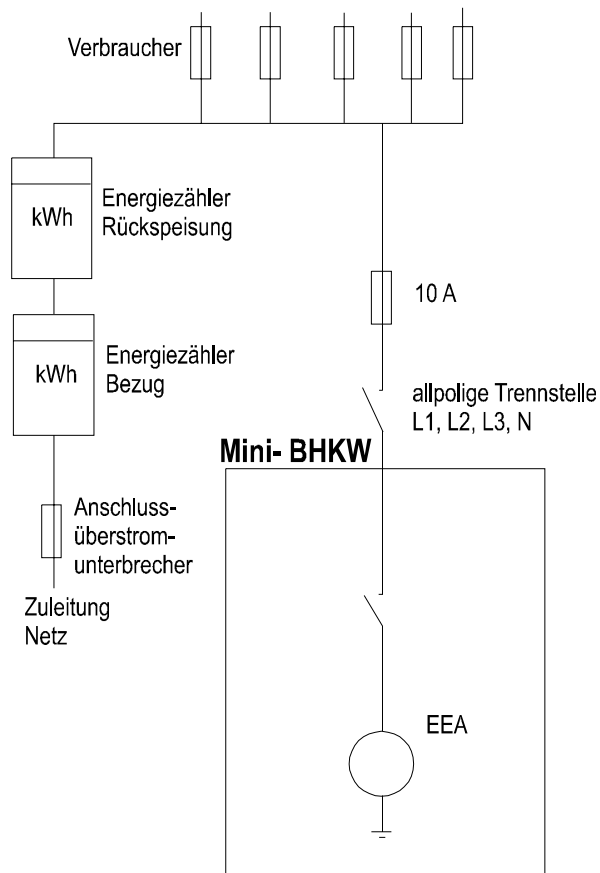 Verbraucher
kWh
Energiezähler
Rückspeisung
10 A
kWh
Energiezähler
Bezug
allpolige Trennstelle
L1, L2, L3, N
Mini- BHKW
Anschluss-
überstrom-
unterbrecher
Zuleitung
Netz
EEA